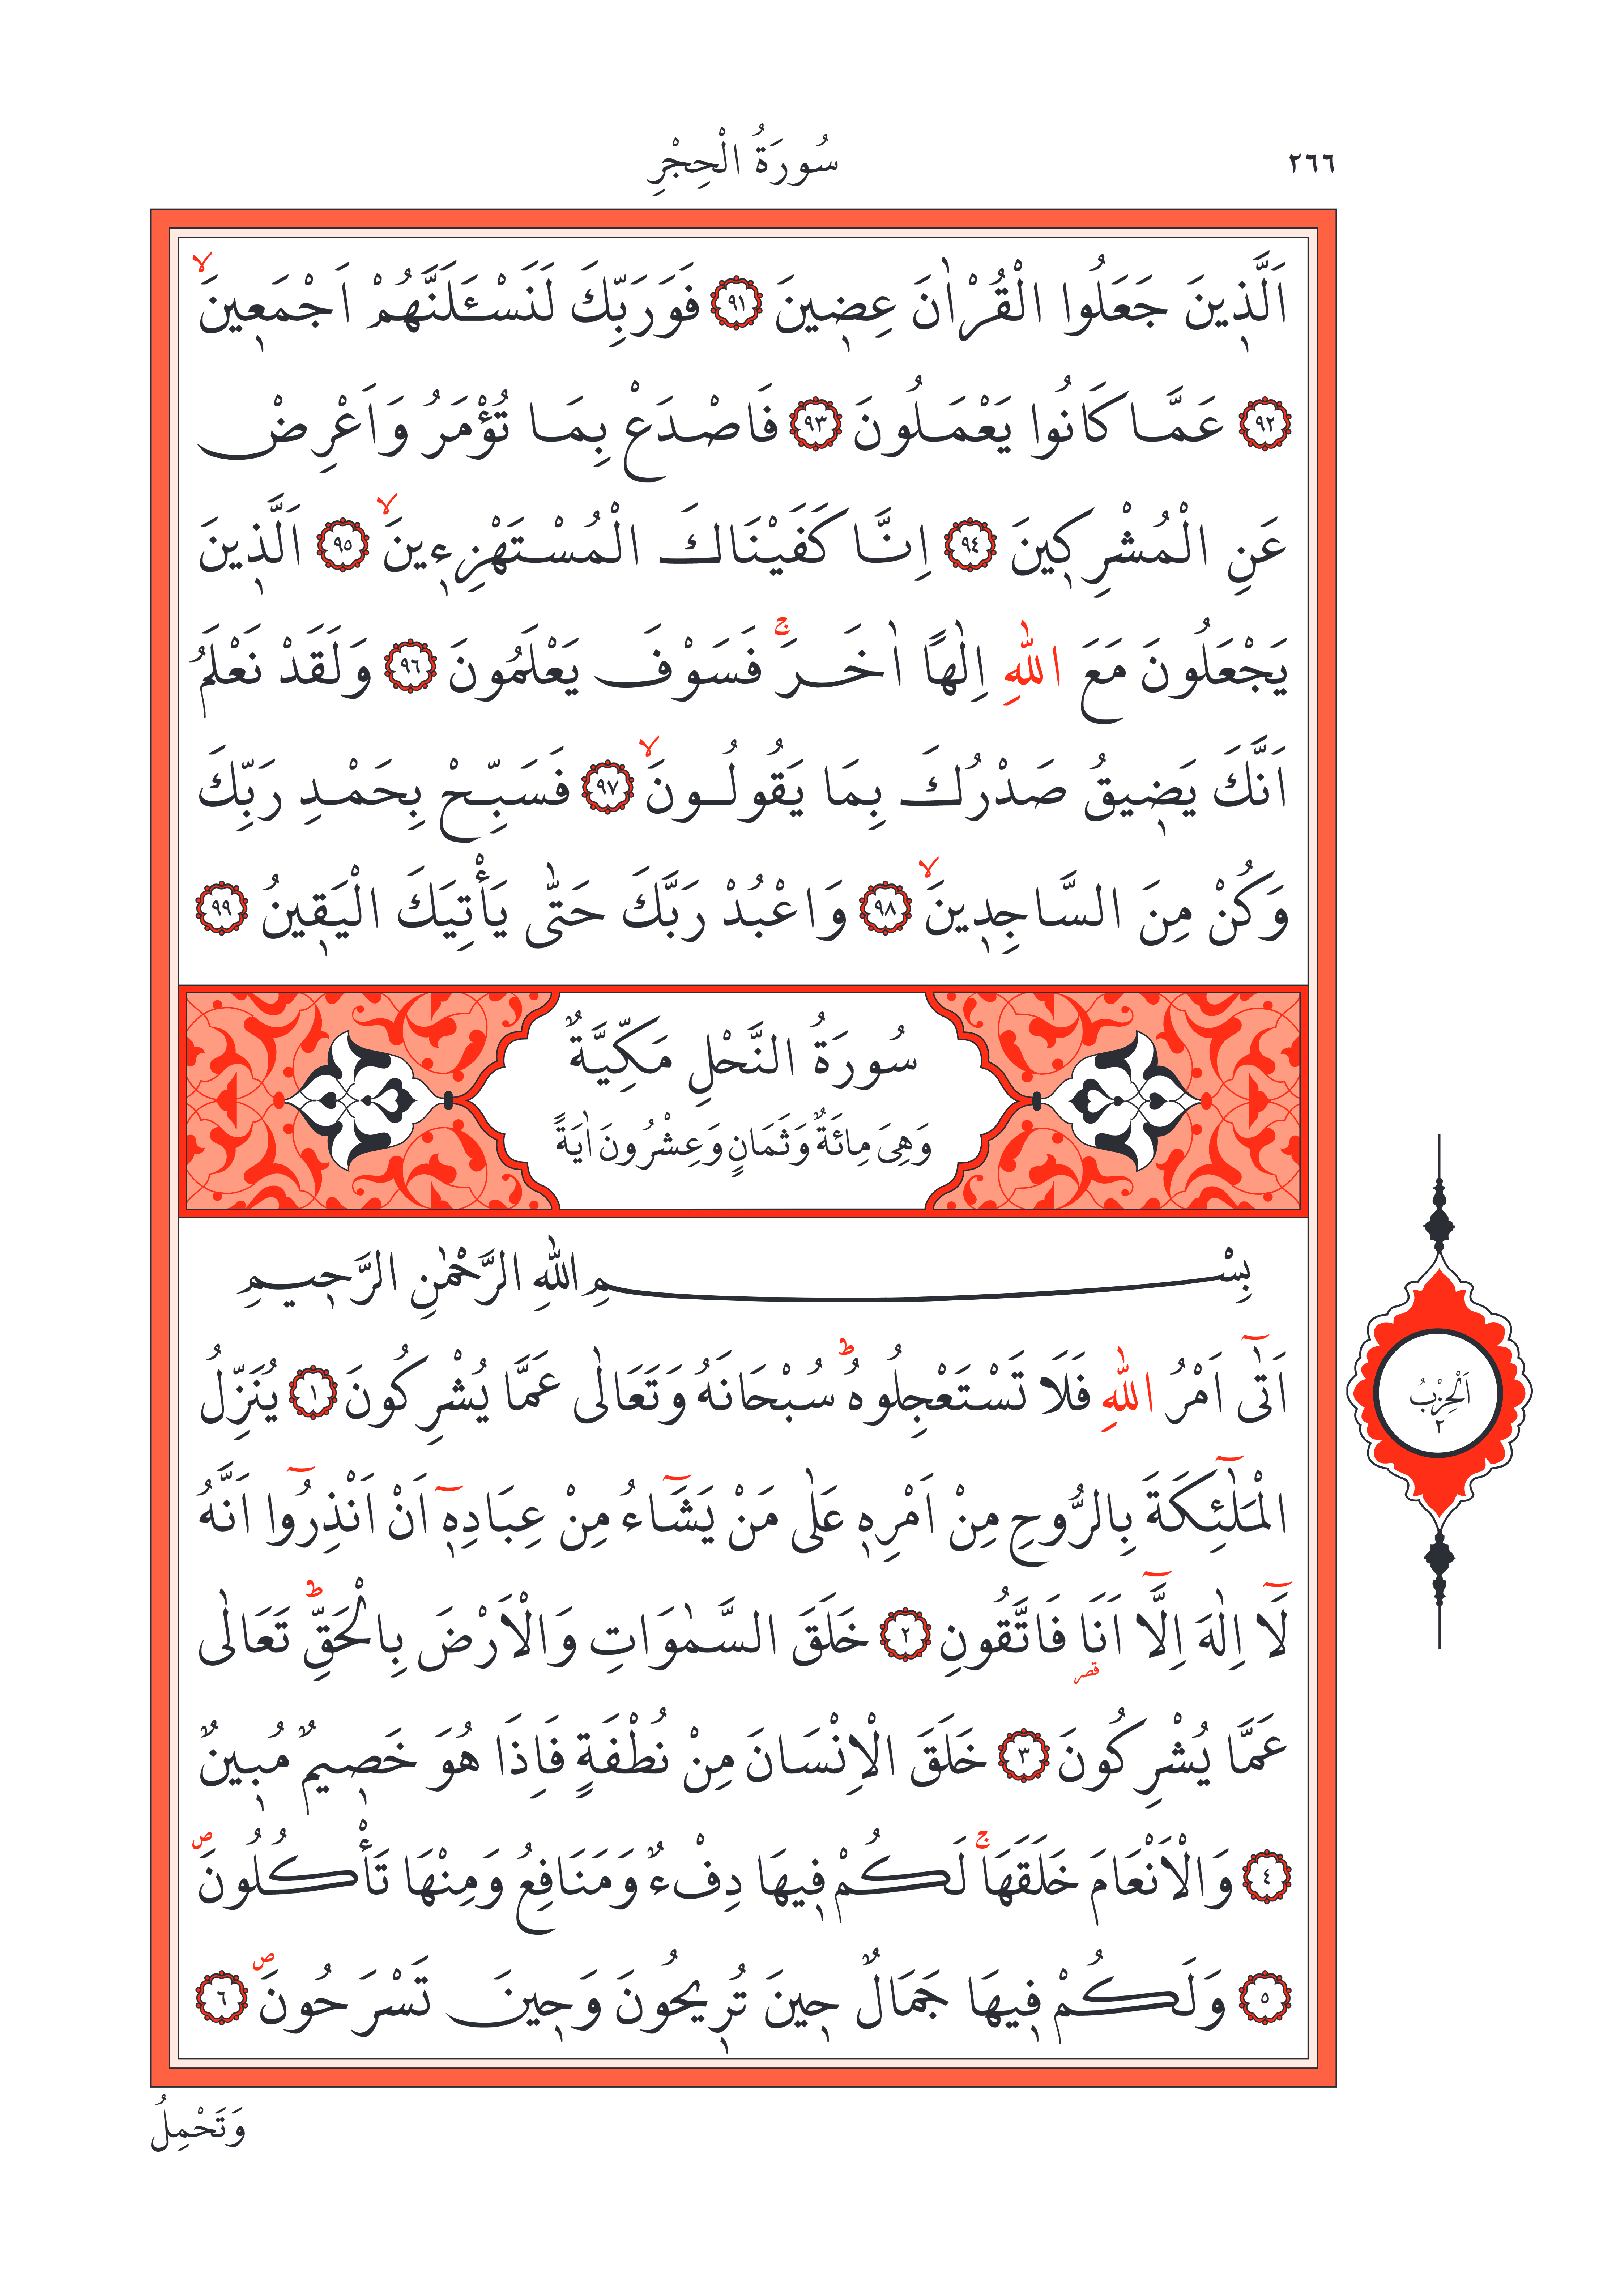 ٢٦٦
سُورَةُ الْحِجْرِ
اَلَّذ۪ينَ جَعَلُوا الْقُرْاٰنَ عِض۪ينَ ﴿٩١﴾ فَوَرَبِّكَ لَنَسْـَٔلَنَّهُمْ اَجْمَع۪ينَۙ
﴿٩٢﴾ عَمَّا كَانُوا يَعْمَلُونَ ﴿٩٣﴾ فَاصْدَعْ بِمَا تُؤْمَرُ وَاَعْرِضْ
عَنِ الْمُشْرِك۪ينَ ﴿٩٤﴾ اِنَّا كَفَيْنَاكَ الْمُسْتَهْزِء۪ينَۙ ﴿٩٥﴾ اَلَّذ۪ينَ
يَجْعَلُونَ مَعَ اللّٰهِ اِلٰهًا اٰخَرَۚ فَسَوْفَ يَعْلَمُونَ ﴿٩٦﴾ وَلَقَدْ نَعْلَمُ
اَنَّكَ يَض۪يقُ صَدْرُكَ بِمَا يَقُولُونَۙ ﴿٩٧﴾ فَسَبِّحْ بِحَمْدِ رَبِّكَ
وَكُنْ مِنَ السَّاجِد۪ينَۙ ﴿٩٨﴾ وَاعْبُدْ رَبَّكَ حَتّٰى يَأْتِيَكَ الْيَق۪ينُ ﴿٩٩﴾
سُورَةُ النَّحْلِ مَكِّيَّةٌ
وَهِىَ مِائَةٌ وَثَمَانٍ وَعِشْرُونَ اٰيَةً
بِسْمِ اللّٰهِ الرَّحْمٰنِ الرَّح۪يمِ
اَتٰٓى اَمْرُ اللّٰهِ فَلَا تَسْتَعْجِلُوهُۜ سُبْحَانَهُ وَتَعَالٰى عَمَّا يُشْرِكُونَ ﴿١﴾ يُنَزِّلُ
الْمَلٰٓئِكَةَ بِالرُّوحِ مِنْ اَمْرِه۪ عَلٰى مَنْ يَشَٓاءُ مِنْ عِبَادِه۪ٓ اَنْ اَنْذِرُٓوا اَنَّهُ
لَٓا اِلٰهَ اِلَّٓا اَنَا۬ فَاتَّقُونِ ﴿٢﴾ خَلَقَ السَّمٰوَاتِ وَالْاَرْضَ بِالْحَقِّۜ تَعَالٰى
قصر
عَمَّا يُشْرِكُونَ ﴿٣﴾ خَلَقَ الْاِنْسَانَ مِنْ نُطْفَةٍ فَاِذَا هُوَ خَص۪يمٌ مُب۪ينٌ
﴿٤﴾ وَالْاَنْعَامَ خَلَقَهَاۚ لَكُمْ ف۪يهَا دِفْءٌ وَمَنَافِعُ وَمِنْهَا تَأْكُلُونَۖ
﴿٥﴾ وَلَكُمْ ف۪يهَا جَمَالٌ ح۪ينَ تُر۪يحُونَ وَح۪ينَ تَسْرَحُونَۖ ﴿٦﴾
وَتَحْمِلُ
اَلْحِزْبُ
٢